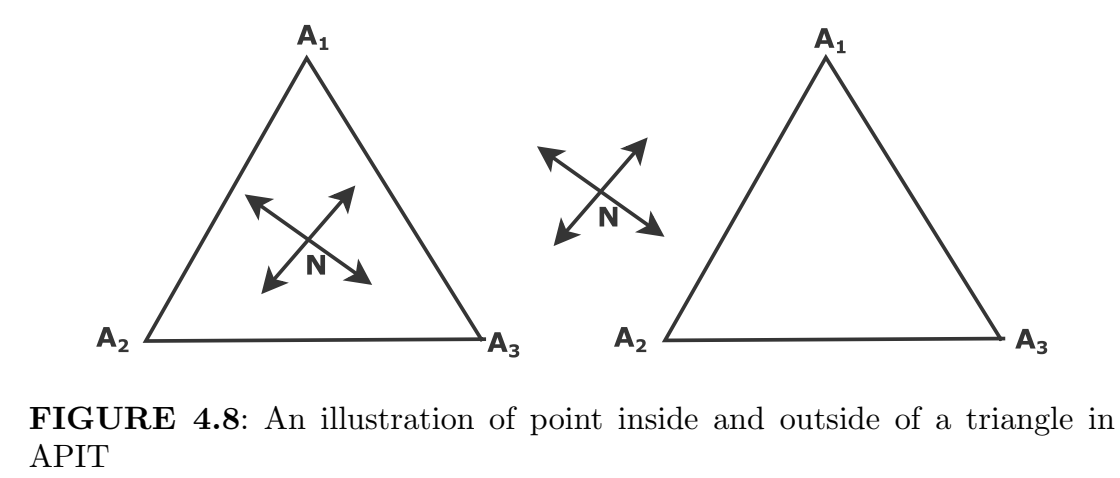 A1
A1
N
N
A2
A3
A2
A3
FIGURE 4.8: An illustration of point inside and outside of a triangle in
APIT